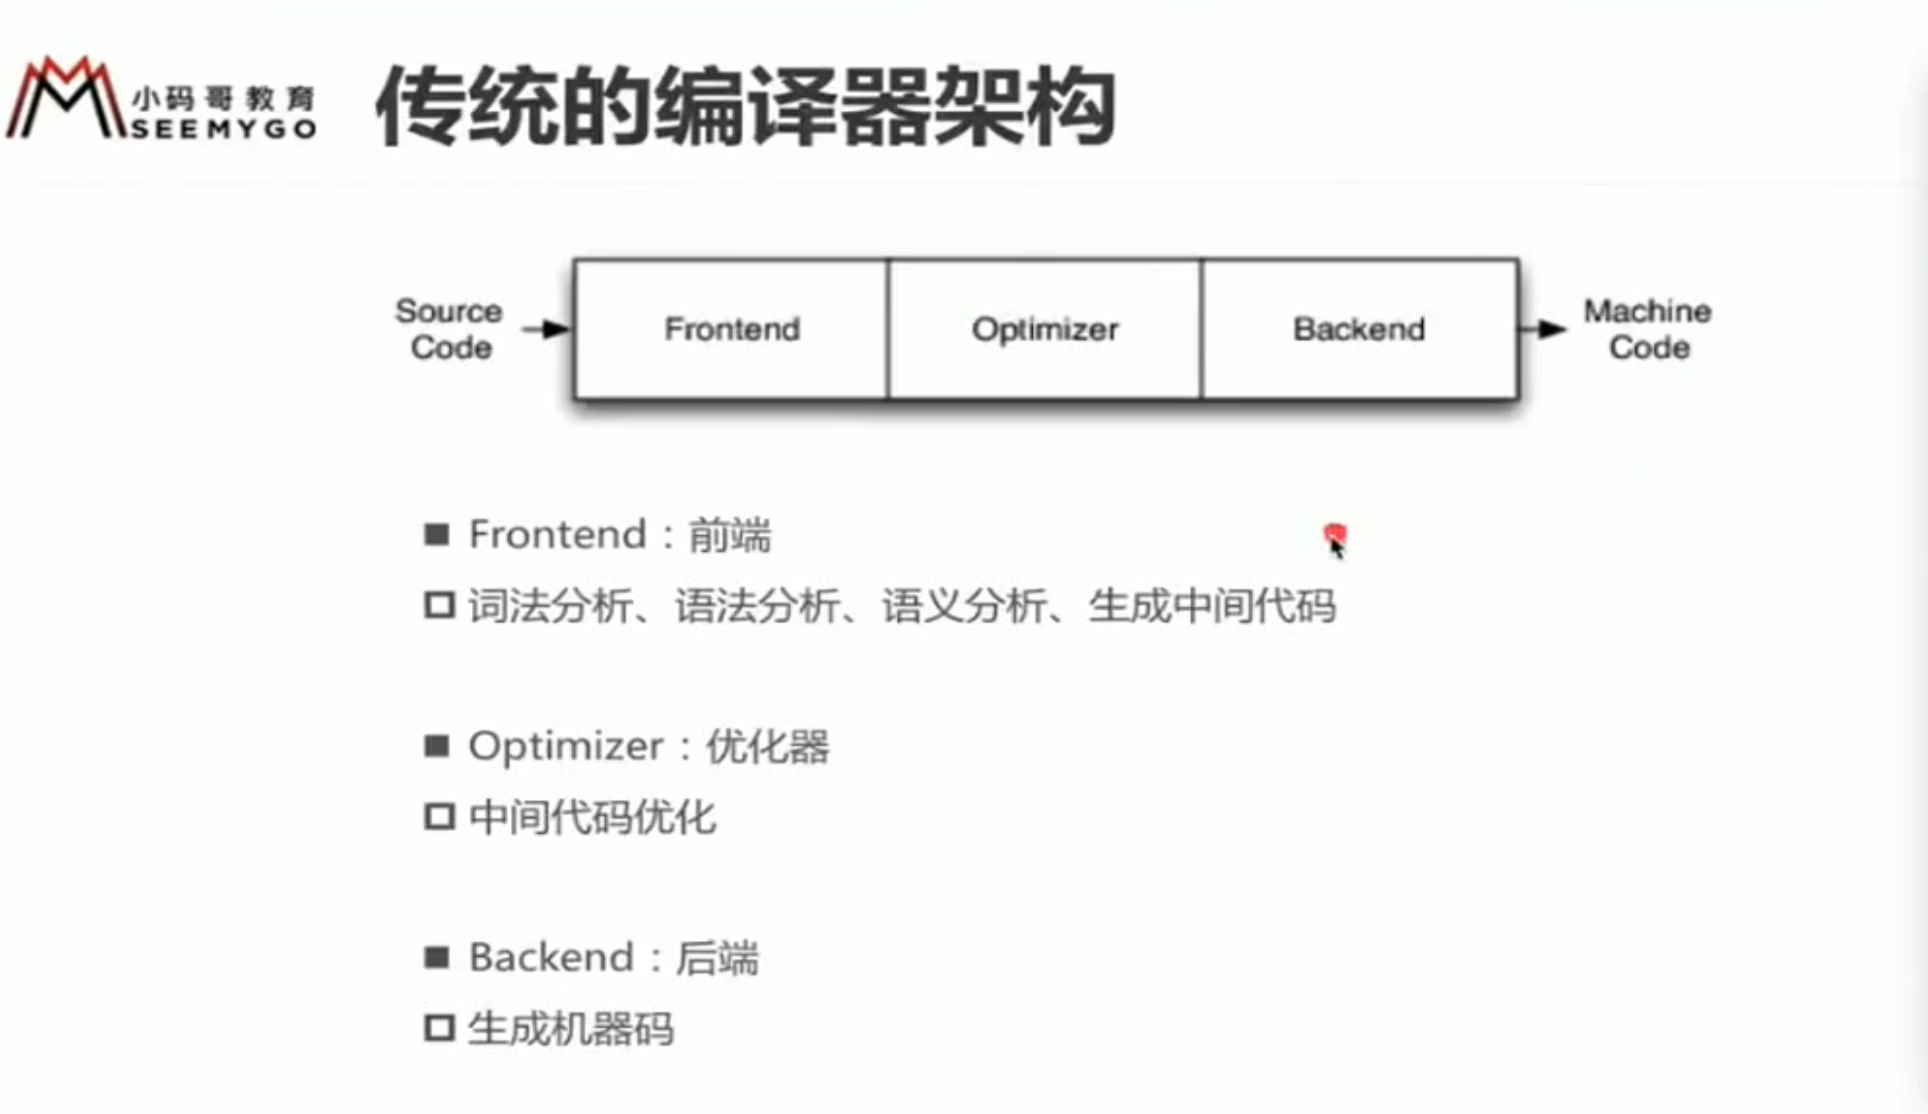 小码哥教育
SEEMYGO
传统的编译器架构
Source
Code
Frontend
Optimizer
Backend
Machine
Code
Frontend：前端
词法分析、语法分析、语义分析、生成中间代码
Optimizer：优化器
中间代码优化
Backend：后端
生成机器码